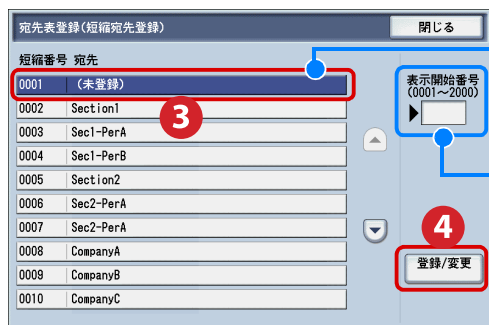 宛先表登録(短縮宛先登録)
閉じる
短縮番号 宛先
0001 (未登録)
0002 Section1
0003 Sec1-PerA
0004 Sec1-PerB
0005 Section2
0006 Sec2-PerA
0007 Sec2-PerA
0008 CompanyA
0009 CompanyB
0010 CompanyC
3
表示開始番号
(0001～2000)
4
登録/変更